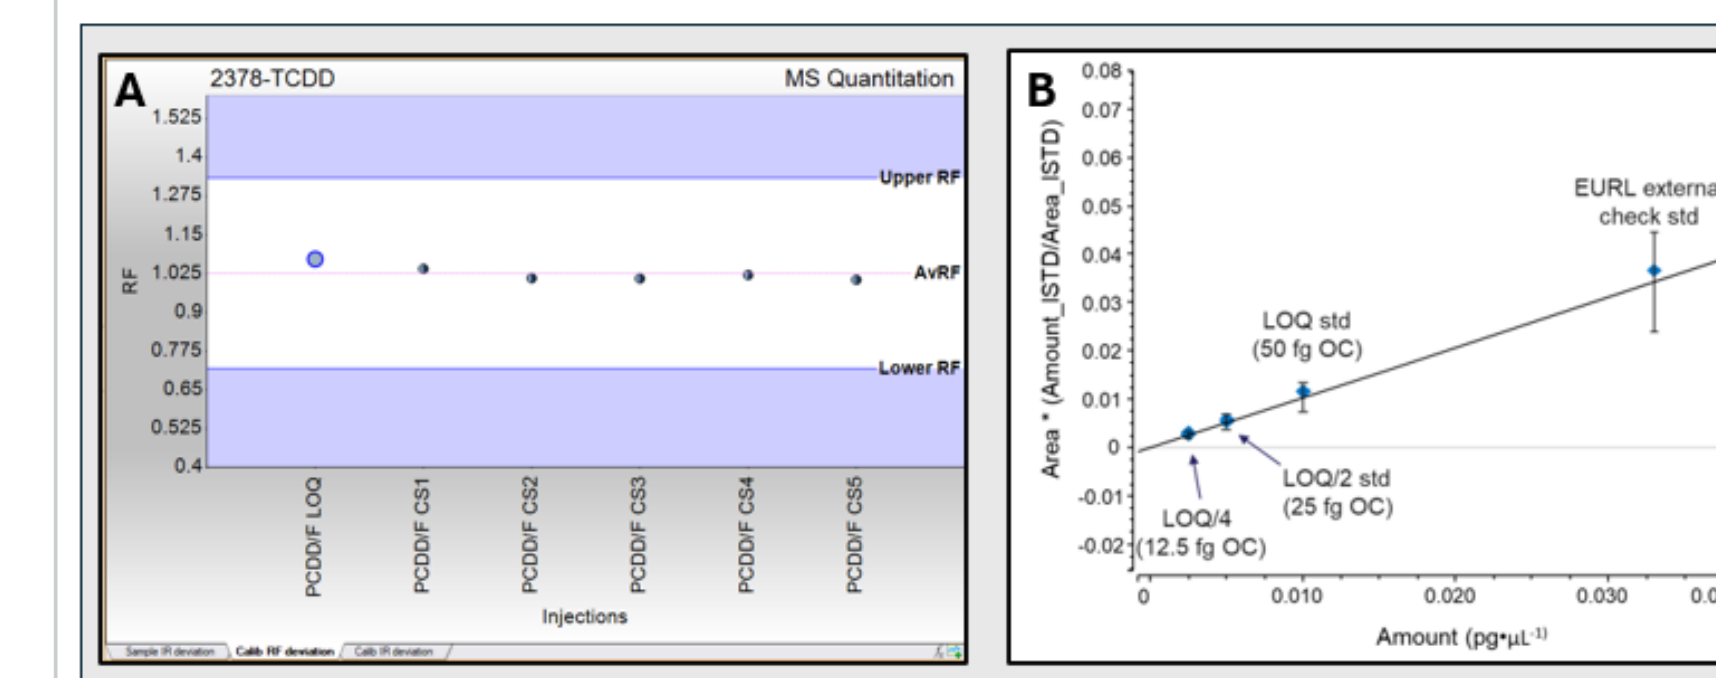 A
2378-TCDD
MS Quantitation
1.525
1.4
1.275
1.15
1.025
0.9
0.775
0.65
0.525
0.4
RF
Upper RF
AvRF
Lower RF
PCDD/F LOQ
PCDD/F CS1
PCDD/F CS2
PCDD/F CS3
PCDD/F CS4
PCDD/F CS5
Injections
Sample IR deviation
Calib RF deviation
Calib IR deviation
B
0.08
0.07
0.06
0.05
0.04
0.03
0.02
0.01
0
-0.01
-0.02
Area * (Amount_ISTD/Area_ISTD)
EURL externa
check std
LOQ std
(50 fg OC)
LOQ/2 std
(25 fg OC)
LOQ/4
(12.5 fg OC)
0
0.010
0.020
0.030
0.0
Amount (pg•µL⁻¹)